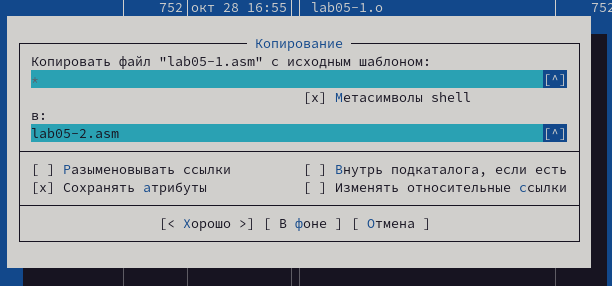 752 окт 28 16:55 lab05-1.o 752
Копирование
Копировать файл "lab05-1.asm" с исходным шаблоном:
* [^]
[x] Метасимволы shell
в:
lab05-2.asm [^]
[ ] Разыменовывать ссылки [ ] Внутрь подкаталога, если есть
[x] Сохранять атрибуты [ ] Изменять относительные ссылки
[< Хорошо >] [ В фоне ] [ Отмена ]